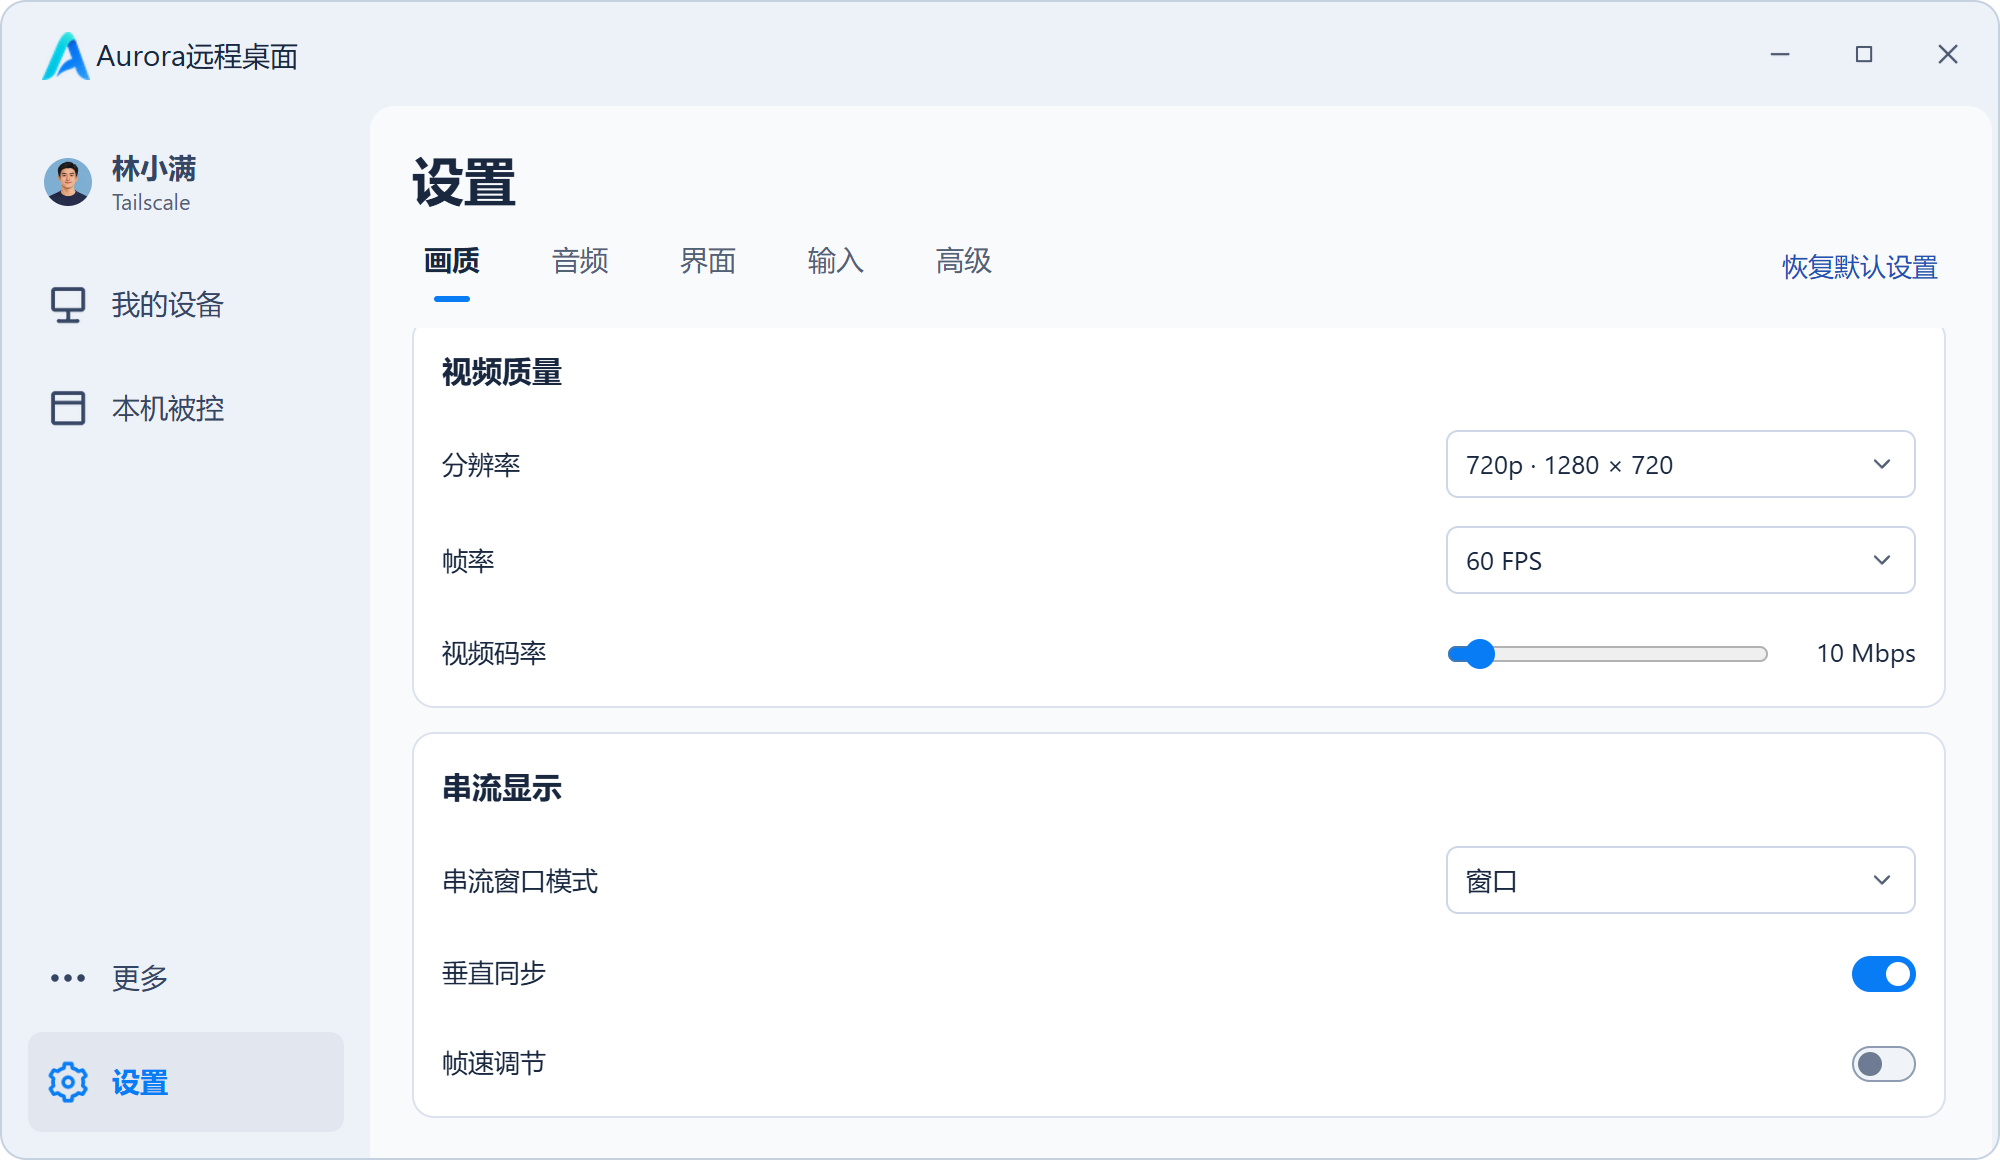 Aurora远程桌面
林小满
Tailscale
我的设备
本机被控
更多
设置
设置
画质 音频 界面 输入 高级
恢复默认设置
视频质量
分辨率 720p · 1280 × 720
帧率 60 FPS
视频码率 10 Mbps
串流显示
串流窗口模式 窗口
垂直同步
帧速调节